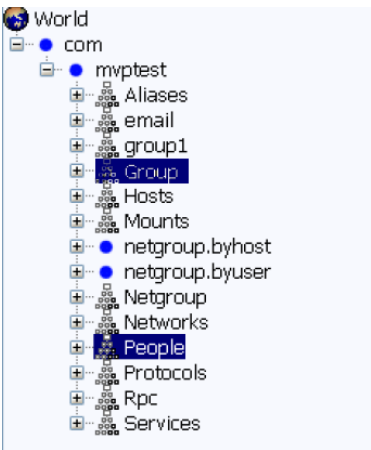 World
com
mvptest
Aliases
email
group1
Group
Hosts
Mounts
netgroup.byhost
netgroup.byuser
Netgroup
Networks
People
Protocols
Rpc
Services